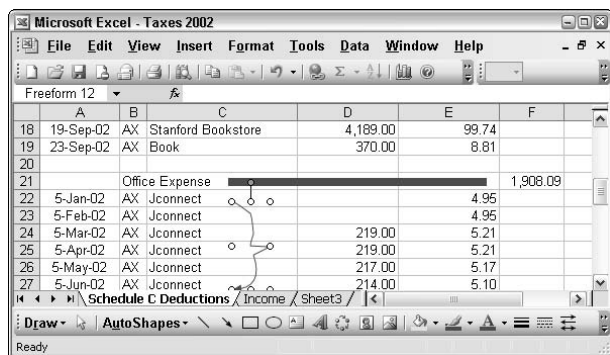 Microsoft Excel - Taxes 2002
File Edit View Insert Format Tools Data Window Help
Freeform 12 fx
A B C D E F
18 19-Sep-02 AX Stanford Bookstore 4,189.00 99.74
19 23-Sep-02 AX Book 370.00 8.81
20
21 Office Expense 1,908.09
22 5-Jan-02 AX Jconnect 4.95
23 5-Feb-02 AX Jconnect 4.95
24 5-Mar-02 AX Jconnect 219.00 5.21
25 5-Apr-02 AX Jconnect 219.00 5.21
26 5-May-02 AX Jconnect 217.00 5.17
27 5-Jun-02 AX Jconnect 214.00 5.10
Schedule C Deductions / Income / Sheet3 /
Draw AutoShapes
Ready